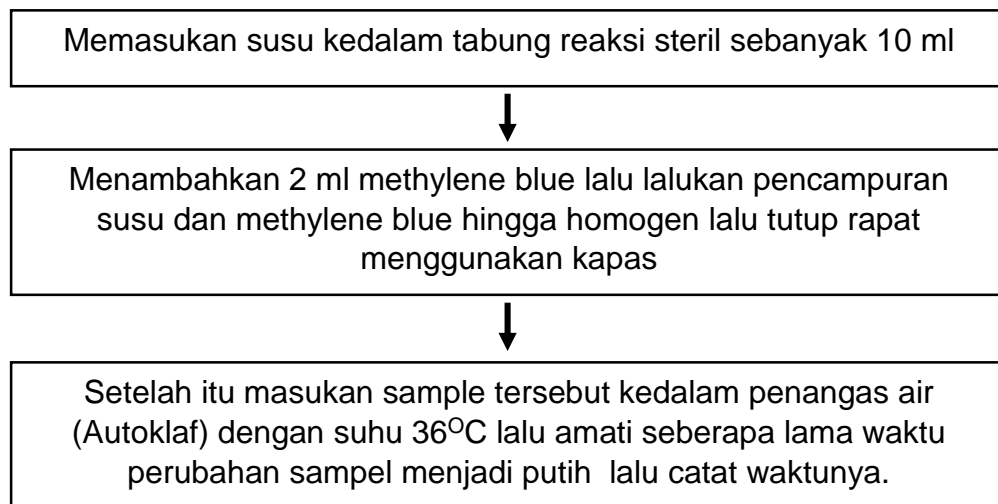 Memasukan susu kedalam tabung reaksi steril sebanyak 10 ml
Menambahkan 2 ml methylene blue lalu lalukan pencampuran
susu dan methylene blue hingga homogen lalu tutup rapat
menggunakan kapas
Setelah itu masukan sample tersebut kedalam penangas air
(Autoklaf) dengan suhu 36ᴼC lalu amati seberapa lama waktu
perubahan sampel menjadi putih  lalu catat waktunya.